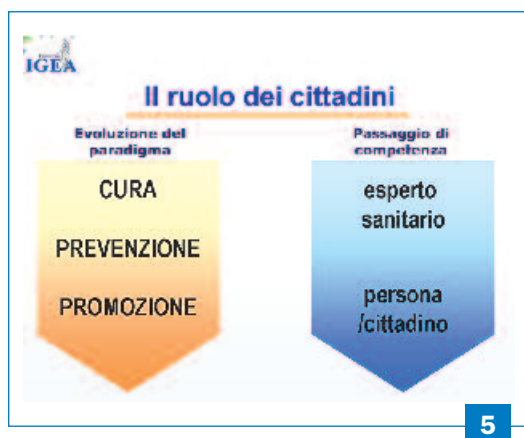 IGEA
Il ruolo dei cittadini
Evoluzione del
paradigma
CURA
PREVENZIONE
PROMOZIONE
Passaggio di
competenza
esperto
sanitario
persona
/cittadino
5